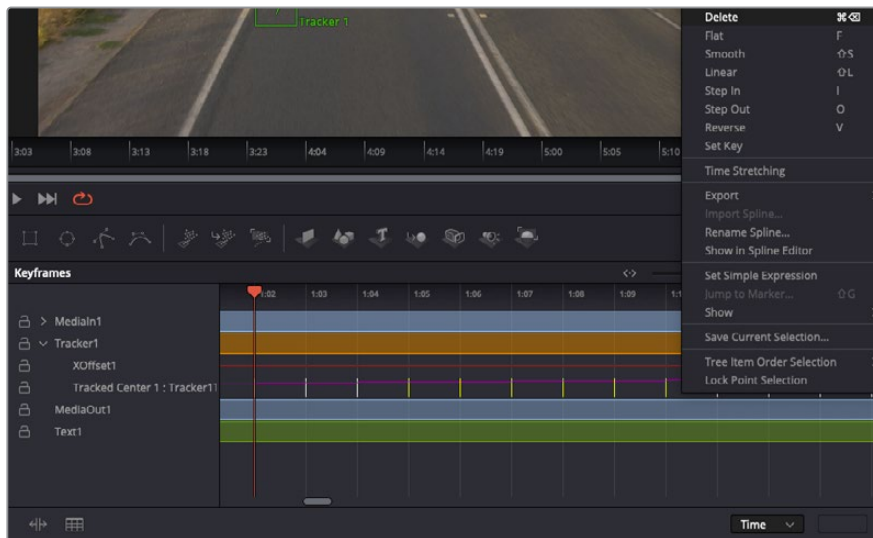 Tracker 1
Delete ⌘⌫
Flat F
Smooth ⇧S
Linear ⇧L
Step In I
Step Out O
Reverse V
Set Key
Time Stretching
Export
Import Spline...
Rename Spline...
Show in Spline Editor
Set Simple Expression
Jump to Marker... ⇧G
Show
Save Current Selection...
Tree Item Order Selection
Lock Point Selection
3:03 3:08 3:13 3:18 3:23 4:04 4:09 4:14 4:19 5:00 5:05 5:10
Keyframes
1:02 1:03 1:04 1:05 1:06 1:07 1:08 1:09
MediaIn1
Tracker1
XOffset1
Tracked Center 1 : Tracker11
MediaOut1
Text1
Time